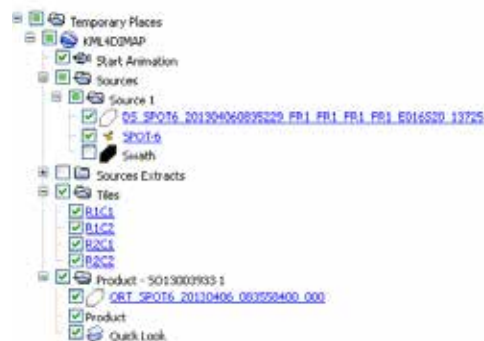 Temporary Places
KML4DIMAP
Start Animation
Sources
Source 1
DS_SPOT6_201304060835229_FR1_FR1_FR1_FR1_E016S20_13725
SPOT-6
Swath
Sources Extracts
Tiles
R1C1
R1C2
R2C1
R2C2
Product - SO13003933-1
ORT_SPOT6_20130406_083550400_000
Product
Quick Look